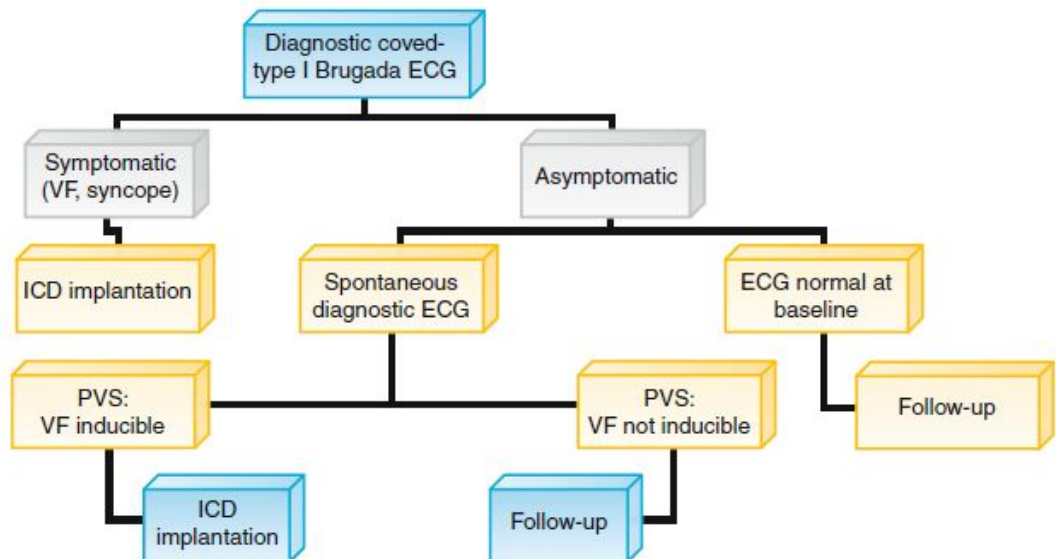 Diagnostic coved-
type I Brugada ECG
Symptomatic
(VF, syncope)
Asymptomatic
ICD implantation
Spontaneous
diagnostic ECG
ECG normal at
baseline
PVS:
VF inducible
PVS:
VF not inducible
Follow-up
ICD
implantation
Follow-up